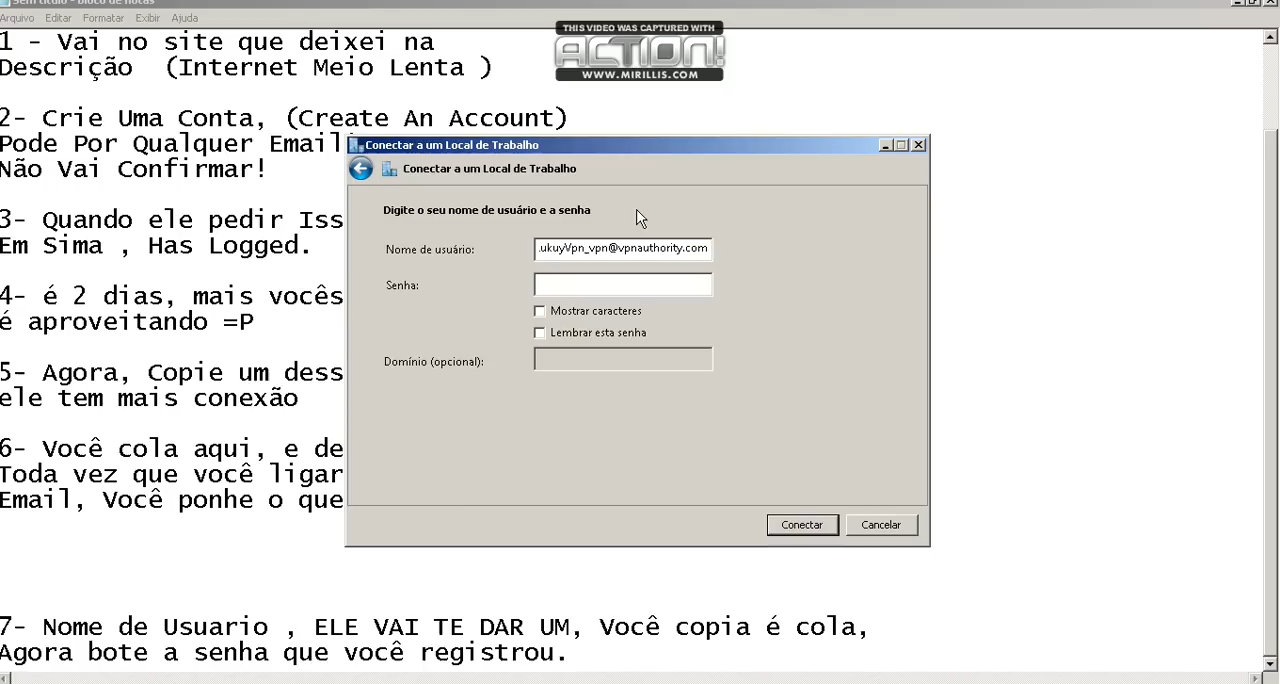 Sem título - Bloco de notas
Arquivo Editar Formatar Exibir Ajuda
THIS VIDEO WAS CAPTURED WITH
ACTION!
WWW.MIRILLIS.COM
1 - Vai no site que deixei na
Descrição (Internet Meio Lenta )
2- Crie Uma Conta, (Create An Account)
Pode Por Qualquer Email
Não Vai Confirmar!
3- Quando ele pedir Iss
Em Sima , Has Logged.
4- é 2 dias, mais vocês
é aproveitando =P
5- Agora, Copie um dess
ele tem mais conexão
6- Você cola aqui, e de
Toda vez que você ligar
Email, Você ponhe o que
Conectar a um Local de Trabalho
Conectar a um Local de Trabalho
Digite o seu nome de usuário e a senha
Nome de usuário:
.ukuyVpn_vpn@vpnauthority.com
Senha:
Mostrar caracteres
Lembrar esta senha
Domínio (opcional):
Conectar Cancelar
7- Nome de Usuario , ELE VAI TE DAR UM, Você copia é cola,
Agora bote a senha que você registrou.